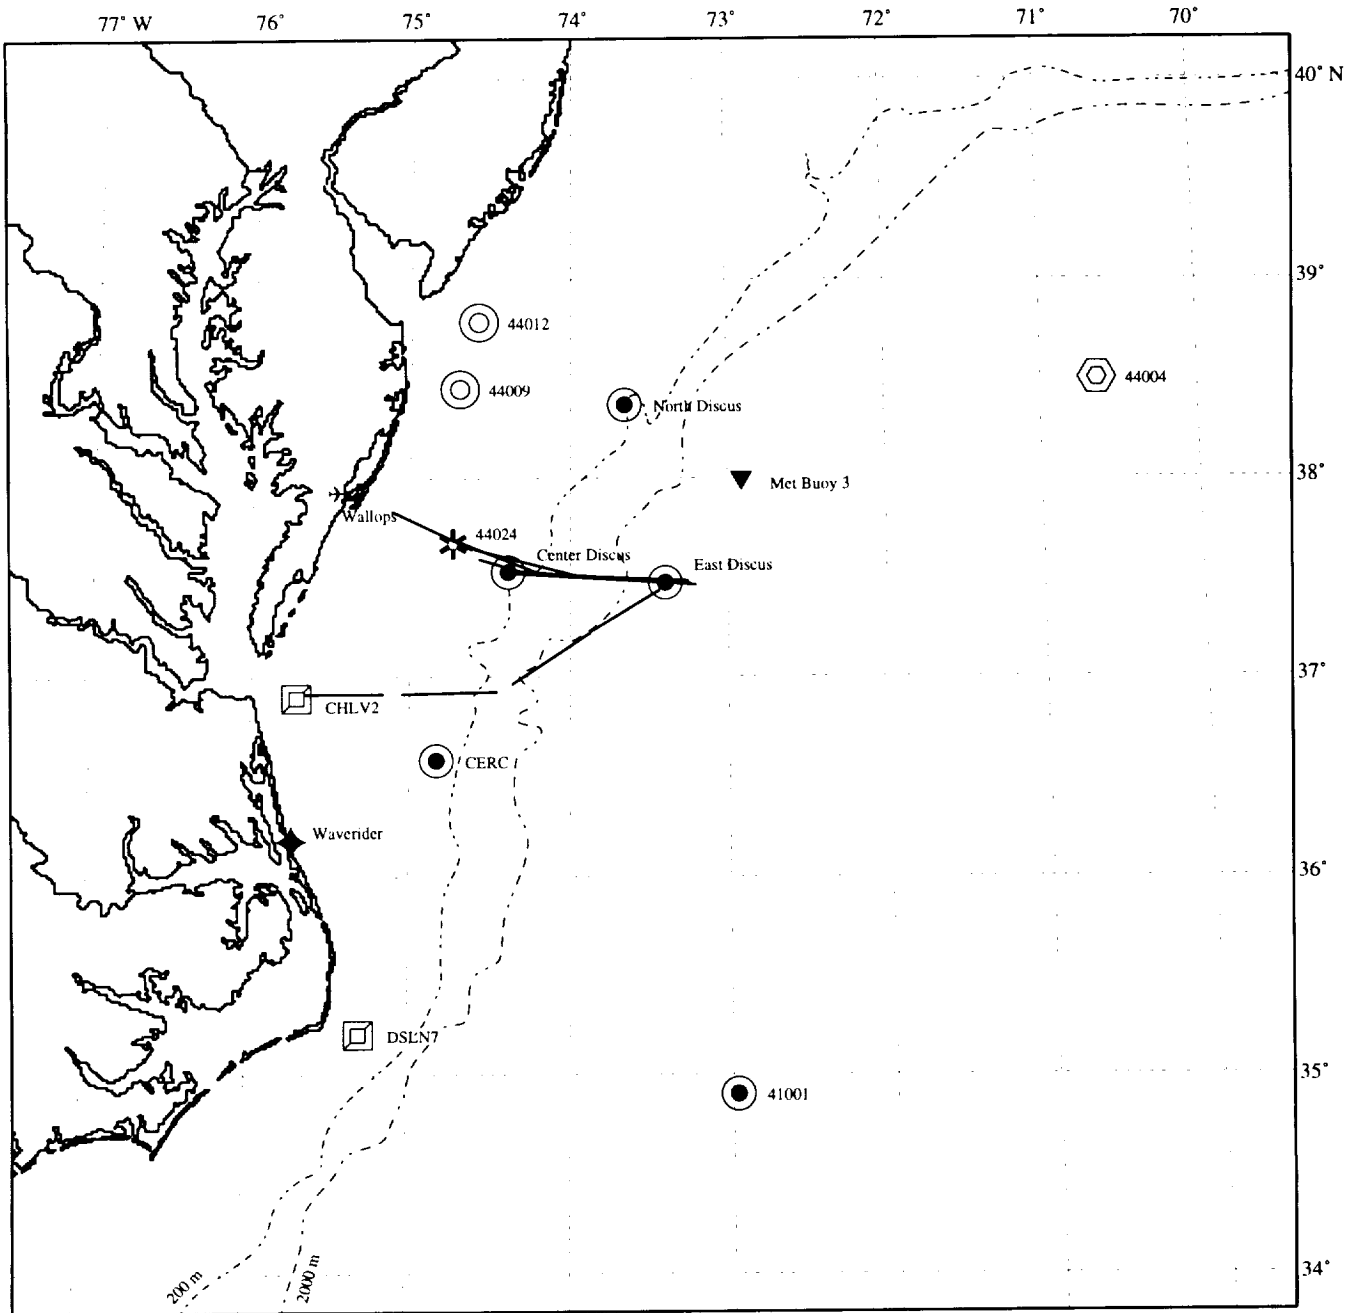 77° W 76° 75° 74° 73° 72° 71° 70°
40° N
39°
44012
44004
44009
North Discus
38°
Met Buoy 3
Wallops
44024
Center Discus
East Discus
37°
CHLV2
CERC
Waverider
36°
DSLN7
35°
41001
34°
200 m
2000 m